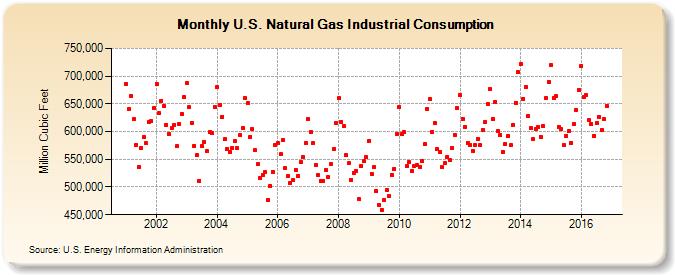 Monthly U.S. Natural Gas Industrial Consumption
Million Cubic Feet
750,000
700,000
650,000
600,000
550,000
500,000
450,000
2002 2004 2006 2008 2010 2012 2014 2016
Source: U.S. Energy Information Administration